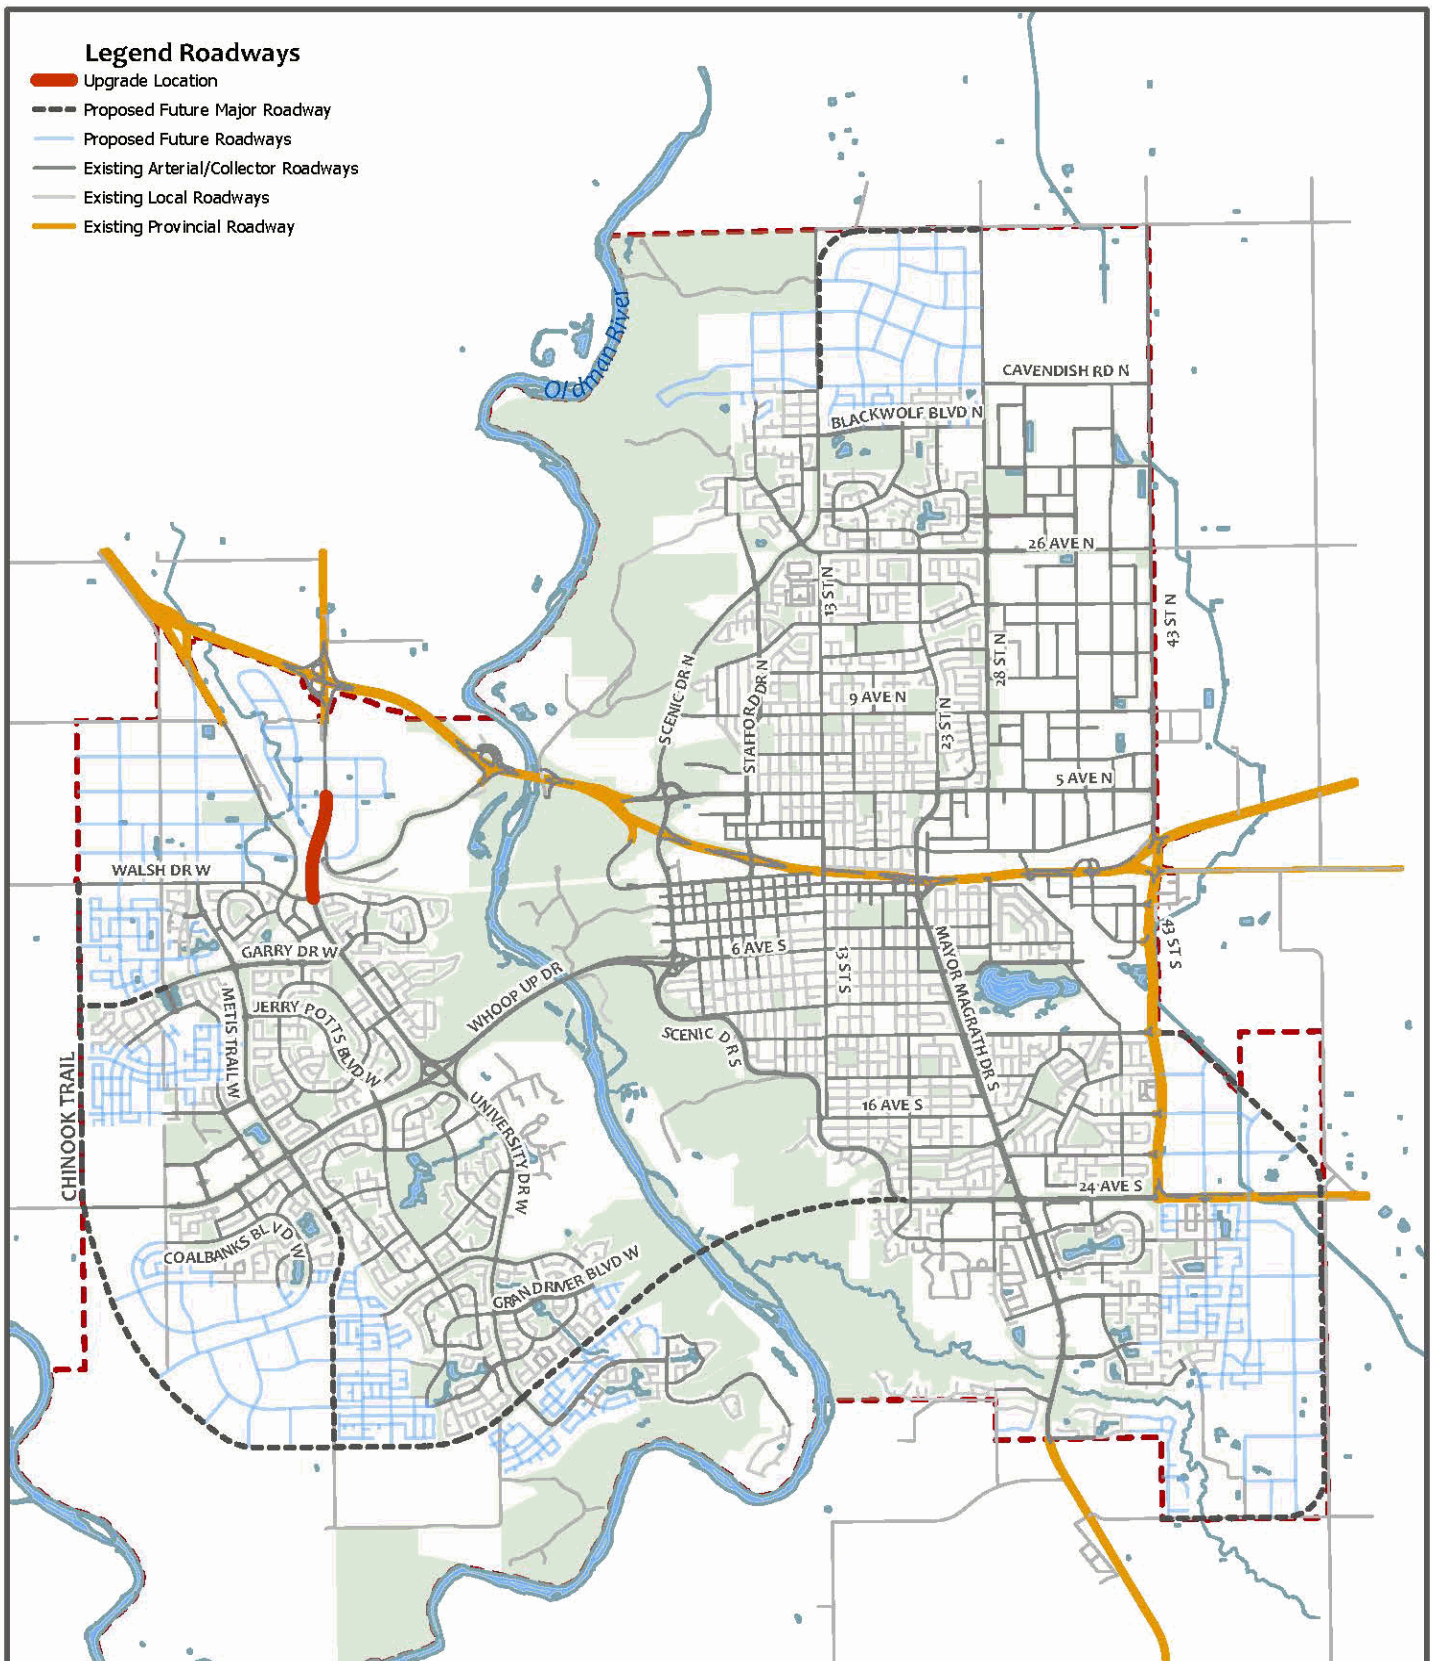 Legend Roadways
Upgrade Location
Proposed Future Major Roadway
Proposed Future Roadways
Existing Arterial/Collector Roadways
Existing Local Roadways
Existing Provincial Roadway
Oldman River
CAVENDISH RD N
BLACKWOLF BLVD N
26 AVE N
13 ST N
43 ST N
28 ST N
SCENIC DR N
STAFFORD DR N
9 AVE N
23 ST N
5 AVE N
WALSH DR W
GARRY DR W
6 AVE S
13 ST S
MAYOR MAGRATH DR S
43 ST S
WHOOP UP DR
METIS TRAIL W
JERRY POTTS BLVD W
SCENIC DR S
CHINOOK TRAIL
UNIVERSITY DR W
16 AVE S
24 AVE S
COALBANKS BLVD W
GRANDRIVER BLVD W